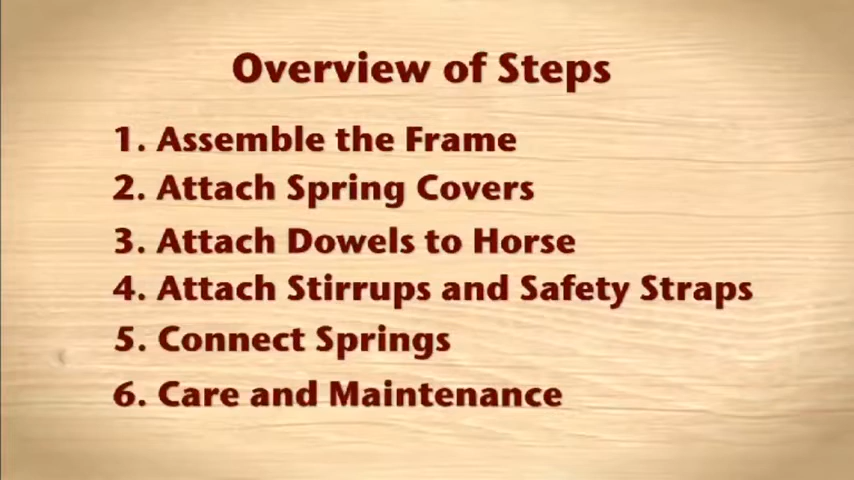 Overview of Steps
1. Assemble the Frame
2. Attach Spring Covers
3. Attach Dowels to Horse
4. Attach Stirrups and Safety Straps
5. Connect Springs
6. Care and Maintenance